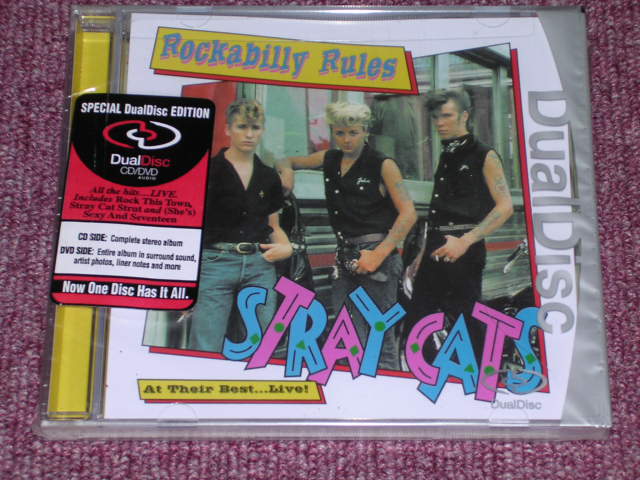 Rockabilly Rules
SPECIAL DualDisc EDITION
DualDisc
CD/DVD
AUDIO
All the hits....LIVE.
Includes Rock This Town,
Stray Cat Strut and (She's)
Sexy And Seventeen
CD SIDE: Complete stereo album
DVD SIDE: Entire album in surround sound,
artist photos, liner notes and more
Now One Disc Has It All.
STRAY CATS
At Their Best...Live!
DualDisc
DualDisc